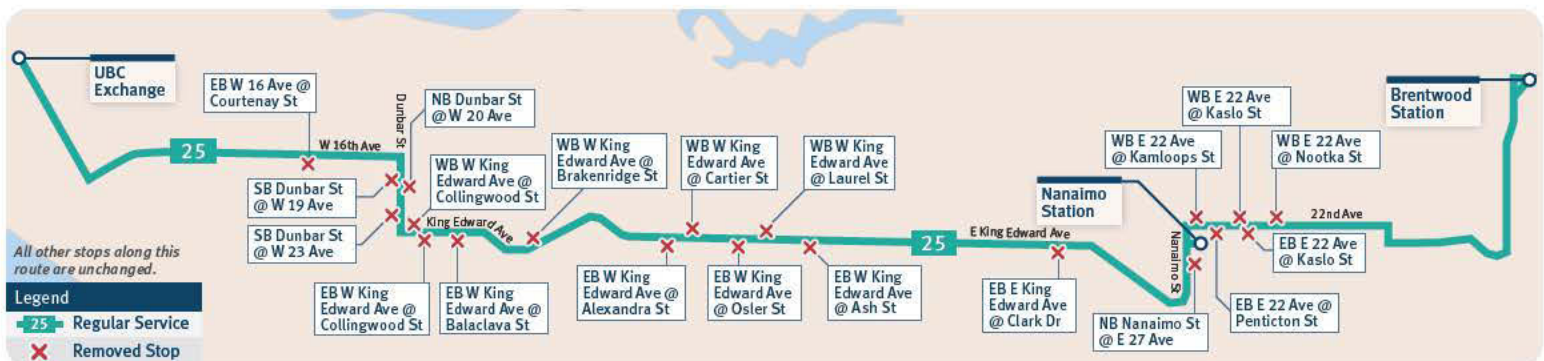 UBC
Exchange
EB W 16 Ave @
Courtenay St
25
W 16th Ave
Dunbar St
NB Dunbar St
@ W 20 Ave
SB Dunbar St
@ W 19 Ave
SB Dunbar St
@ W 23 Ave
WB W King
Edward Ave @
Collingwood St
King Edward Ave
EB W King
Edward Ave @
Collingwood St
EB W King
Edward Ave @
Balaclava St
WB W King
Edward Ave @
Brakenridge St
WB W King
Edward Ave
@ Cartier St
WB W King
Edward Ave
@ Laurel St
EB W King
Edward Ave @
Alexandra St
EB W King
Edward Ave
@ Osler St
EB W King
Edward Ave
@ Ash St
25
E King Edward Ave
EB E King
Edward Ave
@ Clark Dr
Nanaimo
Station
Nanaimo St
NB Nanaimo St
@ E 27 Ave
WB E 22 Ave
@ Kamloops St
WB E 22 Ave
@ Kaslo St
WB E 22 Ave
@ Nootka St
EB E 22 Ave
@ Kaslo St
EB E 22 Ave @
Penticton St
22nd Ave
Brentwood
Station
All other stops along this
route are unchanged.
Legend
25 Regular Service
Removed Stop